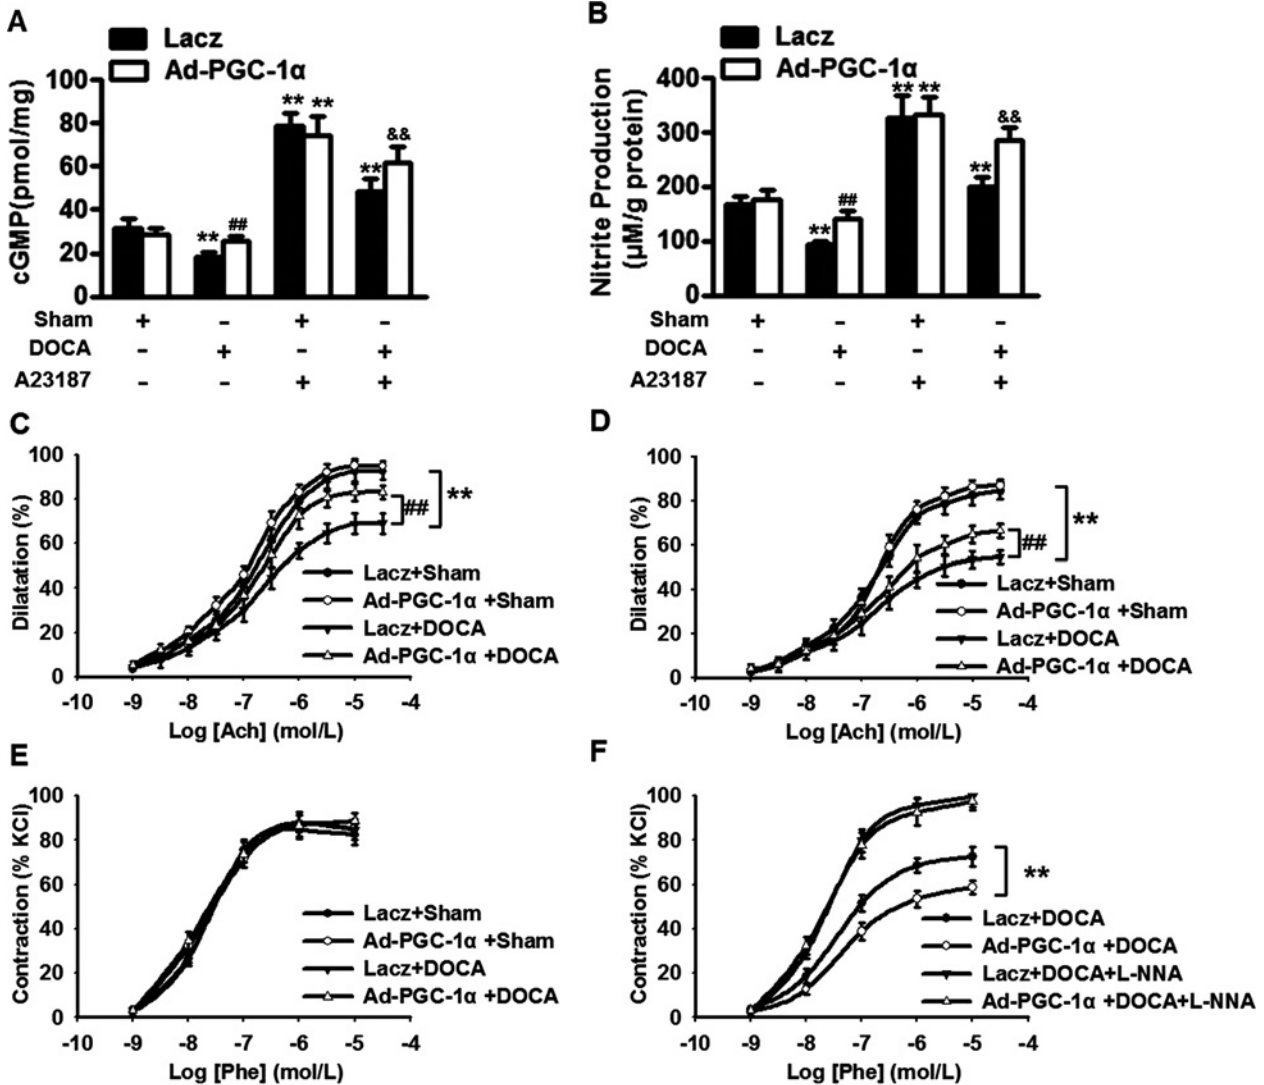 A
Lacz
Ad-PGC-1α
cGMP(pmol/mg)
100
80
60
40
20
0
** ** ** ** ## &&
Sham + - + -
DOCA - + - +
A23187 - - + +
B
Lacz
Ad-PGC-1α
Nitrite Production
(μM/g protein)
400
300
200
100
0
** ** ** ** ## &&
Sham + - + -
DOCA - + - +
A23187 - - + +
C
Dilatation (%)
100
80
60
40
20
0
**
##
Lacz+Sham
Ad-PGC-1α +Sham
Lacz+DOCA
Ad-PGC-1α +DOCA
-10 -9 -8 -7 -6 -5 -4
Log [Ach] (mol/L)
D
Dilatation (%)
100
80
60
40
20
0
**
##
Lacz+Sham
Ad-PGC-1α +Sham
Lacz+DOCA
Ad-PGC-1α +DOCA
-10 -9 -8 -7 -6 -5 -4
Log [Ach] (mol/L)
E
Contraction (% KCl)
100
80
60
40
20
0
Lacz+Sham
Ad-PGC-1α +Sham
Lacz+DOCA
Ad-PGC-1α +DOCA
-10 -9 -8 -7 -6 -5 -4
Log [Phe] (mol/L)
F
Contraction (% KCl)
100
80
60
40
20
0
**
Lacz+DOCA
Ad-PGC-1α +DOCA
Lacz+DOCA+L-NNA
Ad-PGC-1α +DOCA+L-NNA
-10 -9 -8 -7 -6 -5 -4
Log [Phe] (mol/L)